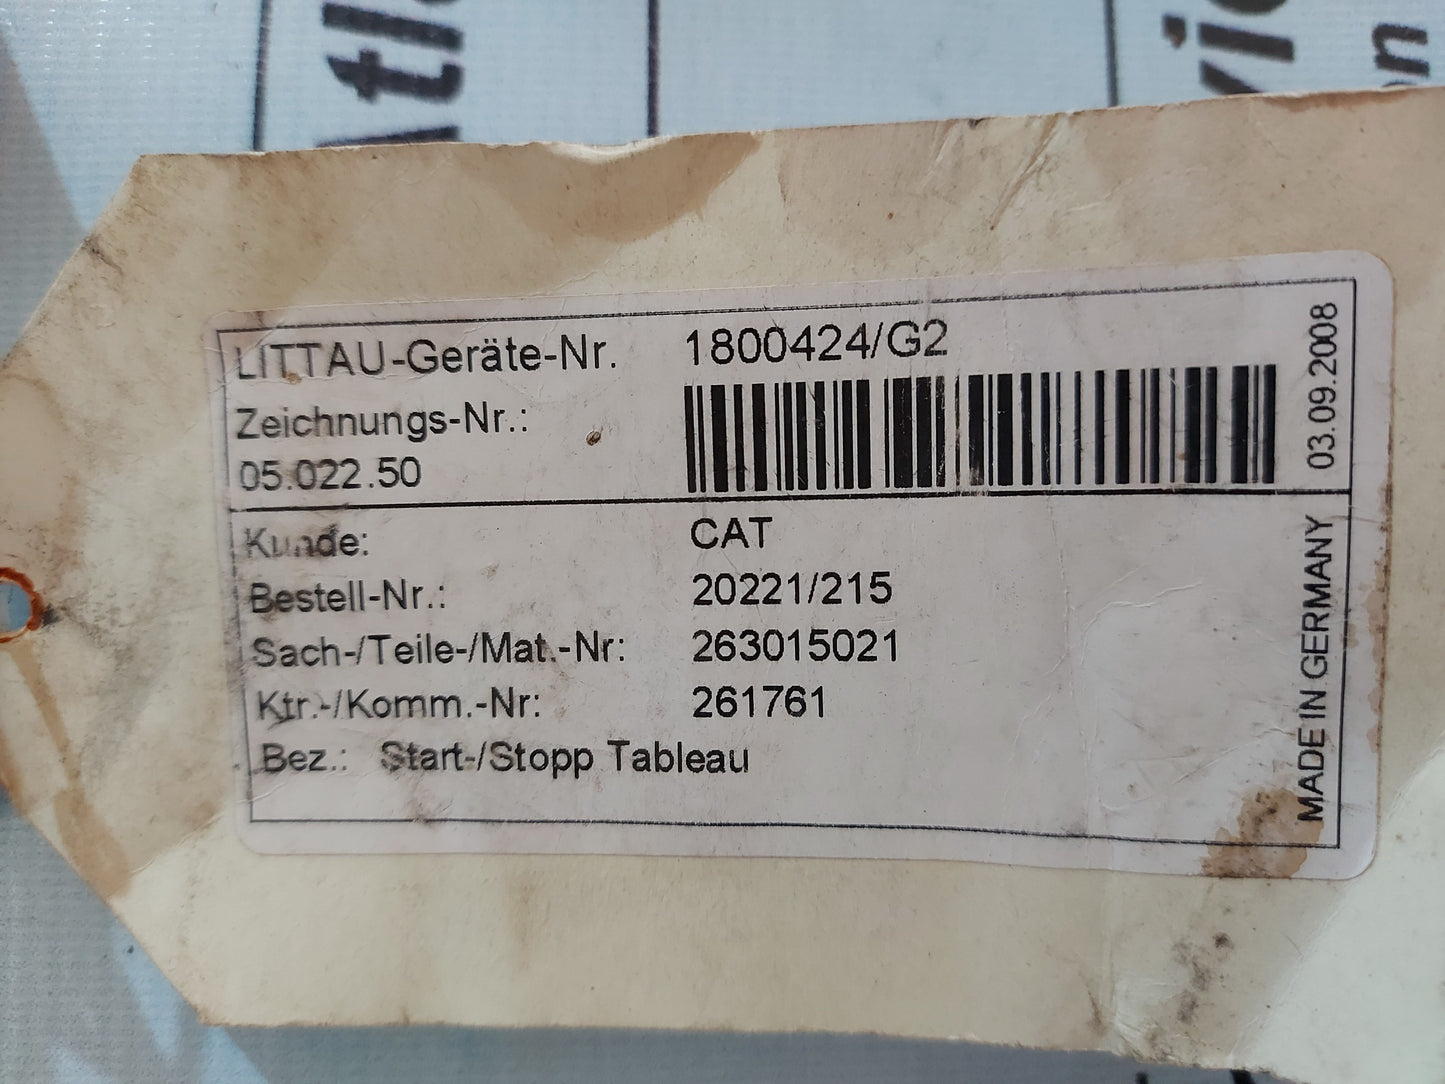 LITTAU-Geräte-Nr. 1800424/G2
Zeichnungs-Nr.:
05.022.50
03.09.2008
Kunde: CAT
Bestell-Nr.: 20221/215
Sach-/Teile-/Mat.-Nr: 263015021
Ktr.-/Komm.-Nr: 261761
Bez.: Start-/Stopp Tableau
MADE IN GERMANY